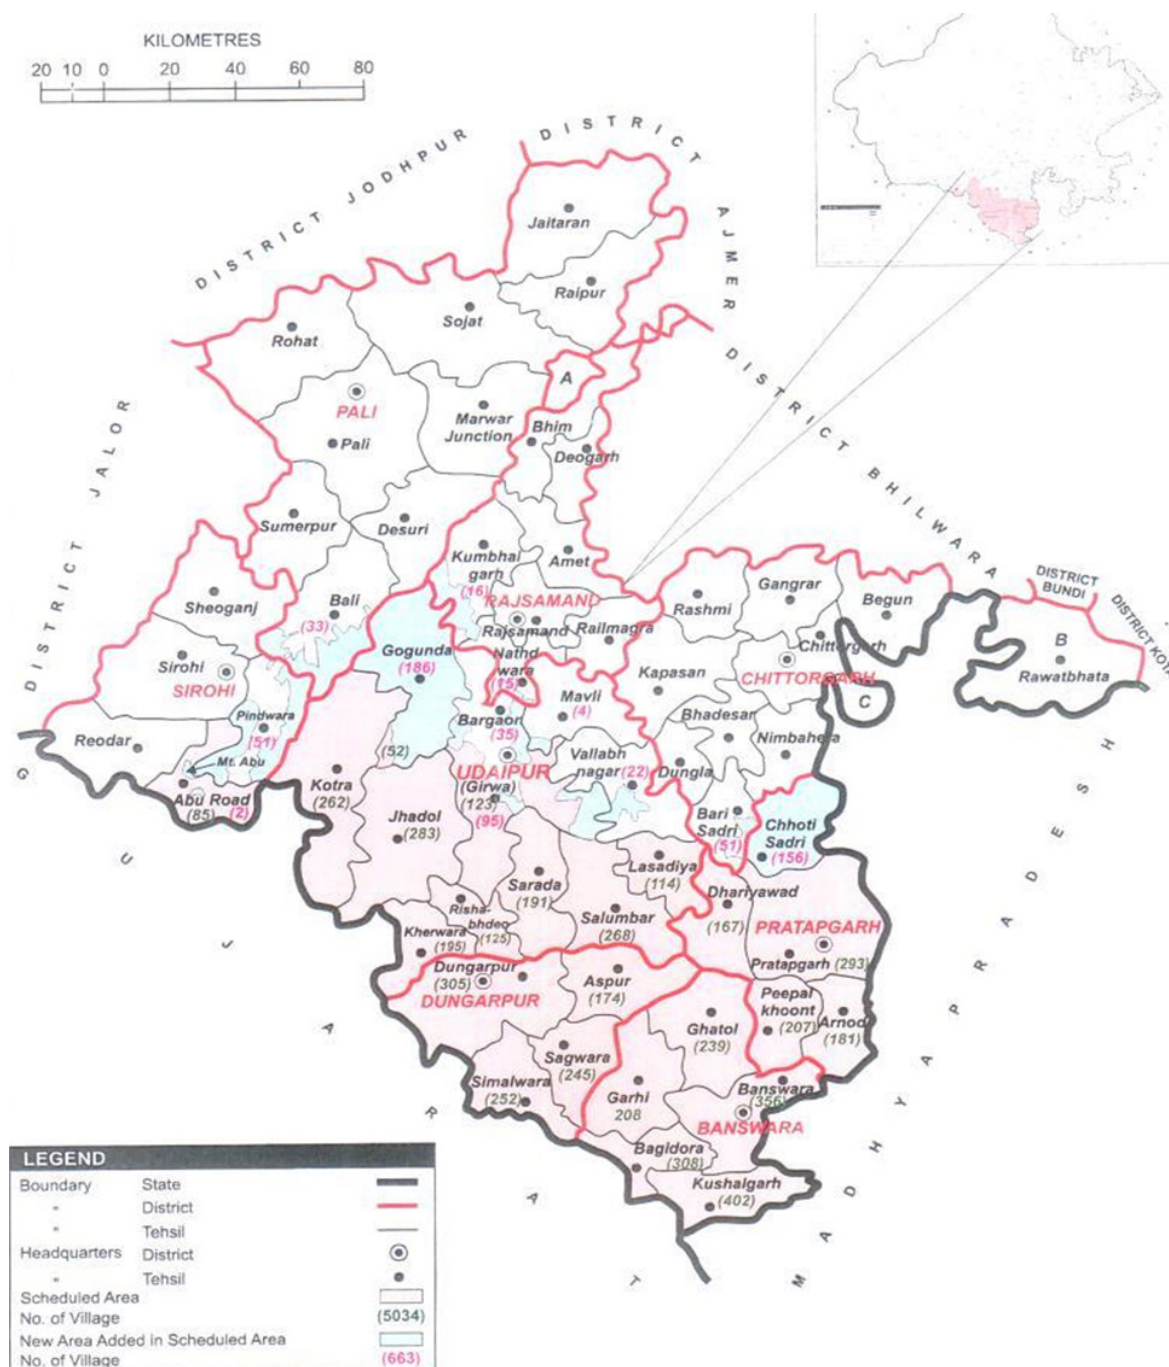 KILOMETRES
20 10 0 20 40 60 80
DISTRICT JODHPUR
DISTRICT AJMER
DISTRICT BHILWARA
DISTRICT JALOR
DISTRICT
BUNDI
DISTRICT KOTA
GUJARAT
MADHYA PRADESH
Jaitaran
Raipur
Sojat
Rohat
A
PALI
Pali
Marwar
Junction
Bhim
Deogarh
Sumerpur
Desuri
Kumbhal
garh
(16)
Amet
Sheoganj
Bali
(33)
RAJSAMAND
Rajsamand
Railmagra
Rashmi
Gangrar
Begun
Chittorgarh
CHITTORGARH
B
Rawatbhata
C
Sirohi
SIROHI
Gogunda
(186)
Nathd
wara
(15)
Mavli
(4)
Kapasan
Bhadesar
Nimbahera
Pindwara
(51)
Reodar
Mt. Abu
Abu Road
(85) (2)
Bargaon
(35)
(52)
UDAIPUR
(Girwa)
(123)
(95)
Vallabh
nagar (22)
Dungla
Bari
Sadri
(51)
Chhoti
Sadri
(156)
Kotra
(262)
Jhadol
(283)
Lasadiya
(114)
Sarada
(191)
Dhariyawad
(167)
Salumbar
(268)
Risha-
bhdeo
(125)
Kherwara
(195)
PRATAPGARH
Pratapgarh (293)
Dungarpur
(305)
DUNGARPUR
Aspur
(174)
Peepal
khoont
(207)
Arnod
(181)
Ghatol
(239)
Sagwara
(245)
Simalwara
(252)
Garhi
208
Banswara
(356)
BANSWARA
Bagidora
(308)
Kushalgarh
(402)
LEGEND
Boundary State
" District
" Tehsil
Headquarters District
" Tehsil
Scheduled Area
No. of Village (5034)
New Area Added in Scheduled Area
No. of Village (663)